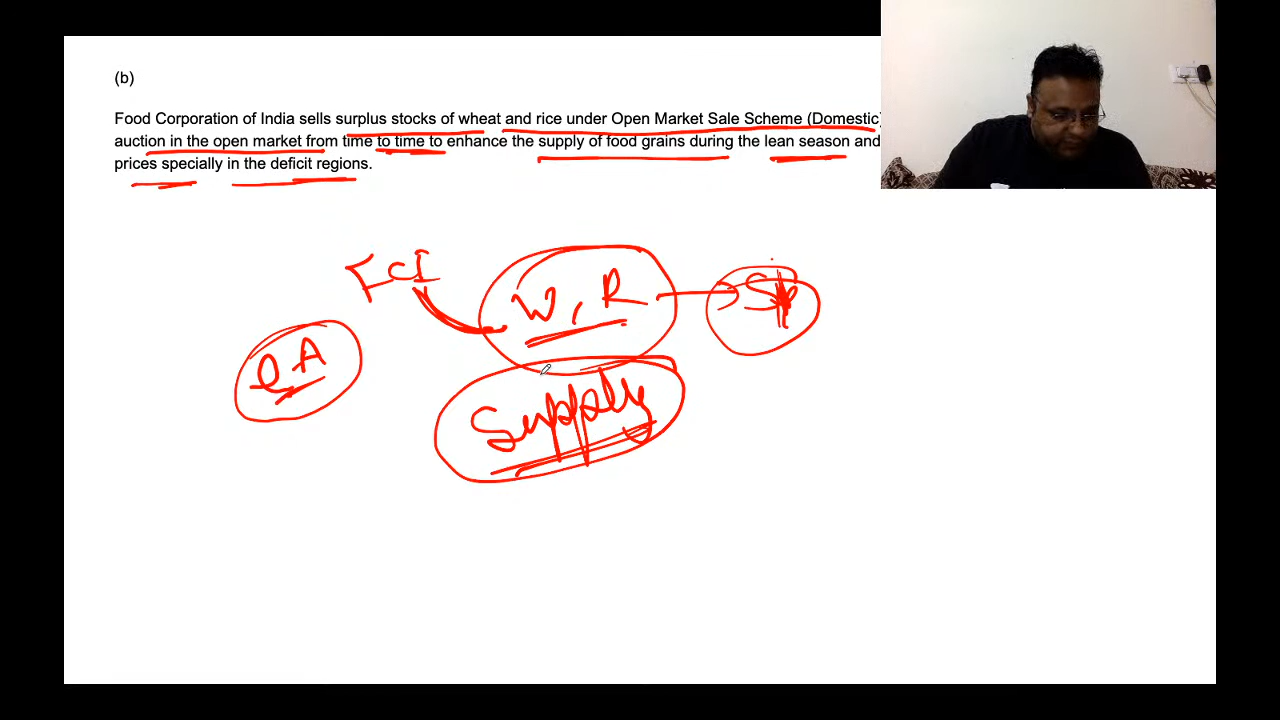 (b)
Food Corporation of India sells surplus stocks of wheat and rice under Open Market Sale Scheme (Domestic)
auction in the open market from time to time to enhance the supply of food grains during the lean season and
prices specially in the deficit regions.
FCI
W, R
eA
Supply